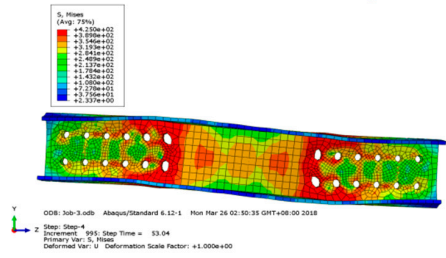 S, Mises
(Avg: 75%)
+4.250e+02
+3.898e+02
+3.546e+02
+3.193e+02
+2.841e+02
+2.489e+02
+2.137e+02
+1.784e+02
+1.432e+02
+1.080e+02
+7.278e+01
+3.756e+01
+2.337e+00
Y
Z
ODB: Job-3.odb Abaqus/Standard 6.12-1 Mon Mar 26 02:50:35 GMT+08:00 2018
Step: Step-4
Increment 995: Step Time = 53.04
Primary Var: S, Mises
Deformed Var: U Deformation Scale Factor: +1.000e+00